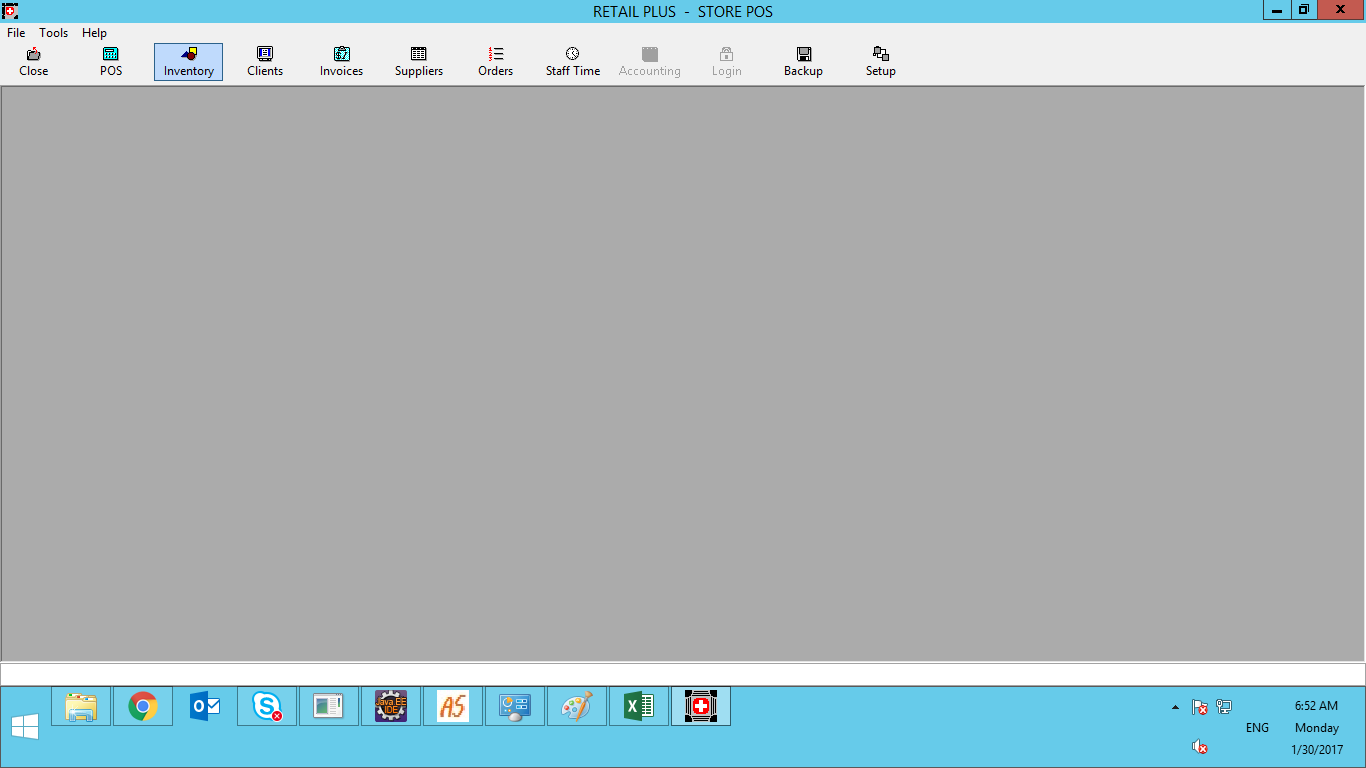 RETAIL PLUS - STORE POS
File Tools Help
Close POS Inventory Clients Invoices Suppliers Orders Staff Time Accounting Login Backup Setup
Java EE
IDE
AS
6:52 AM
ENG Monday
1/30/2017